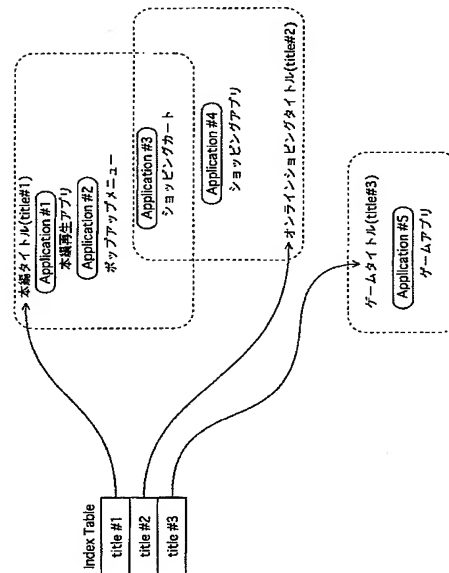 Index Table
title #1
title #2
title #3
本編タイトル(title#1)
Application #1
本編再生アプリ
Application #2
ポップアップメニュー
Application #3
ショッピングカート
Application #4
ショッピングアプリ
オンラインショッピングタイトル(title#2)
ゲームタイトル(title#3)
Application #5
ゲームアプリ